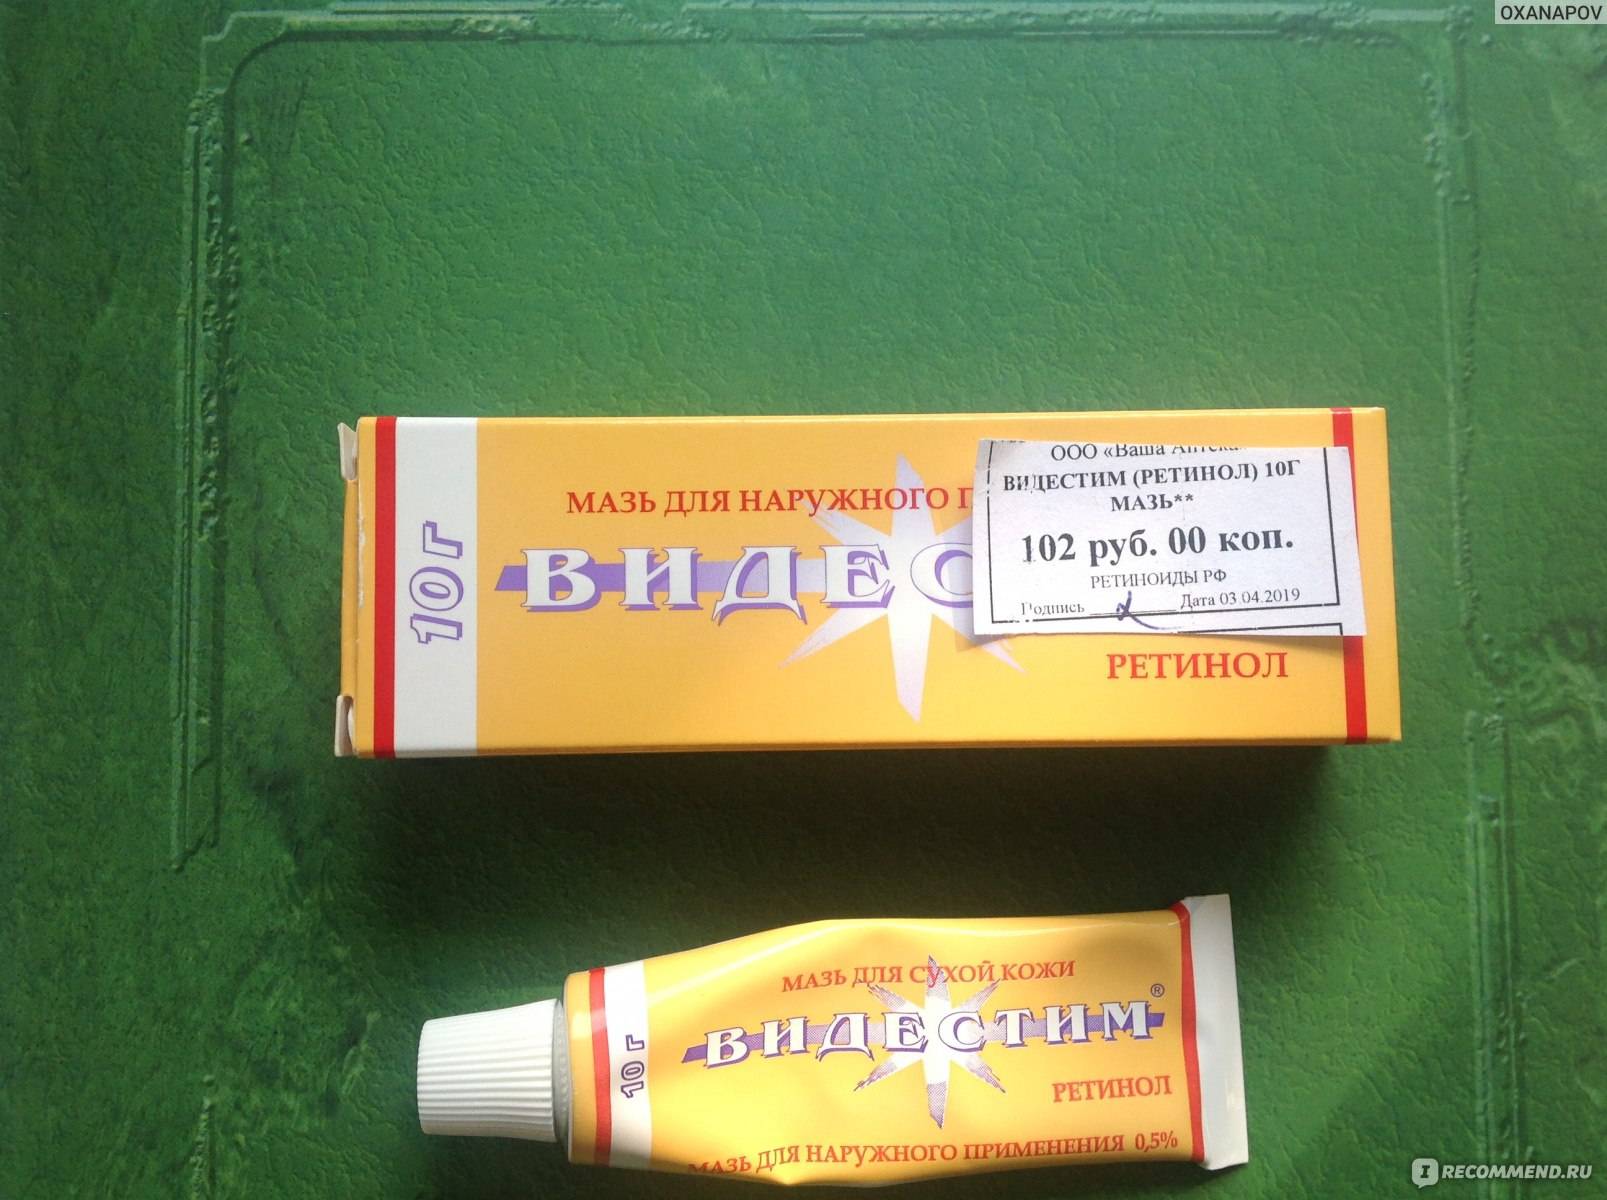 OXANAPOV
10 г
МАЗЬ ДЛЯ НАРУЖНОГО
ВИДЕС
РЕТИНОЛ
ООО «Ваша Аптека»
ВИДЕСТИМ (РЕТИНОЛ) 10Г
МАЗЬ**
102 руб. 00 коп.
РЕТИНОИДЫ РФ
Подпись Дата 03.04.2019
10 г
МАЗЬ ДЛЯ СУХОЙ КОЖИ
ВИДЕСТИМ®
РЕТИНОЛ
МАЗЬ ДЛЯ НАРУЖНОГО ПРИМЕНЕНИЯ 0,5%
IRECOMMEND.RU